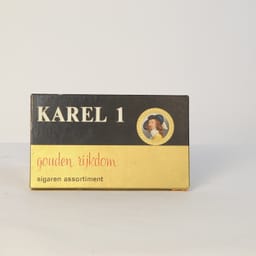 KAREL 1
gouden rijkdom
sigaren assortiment